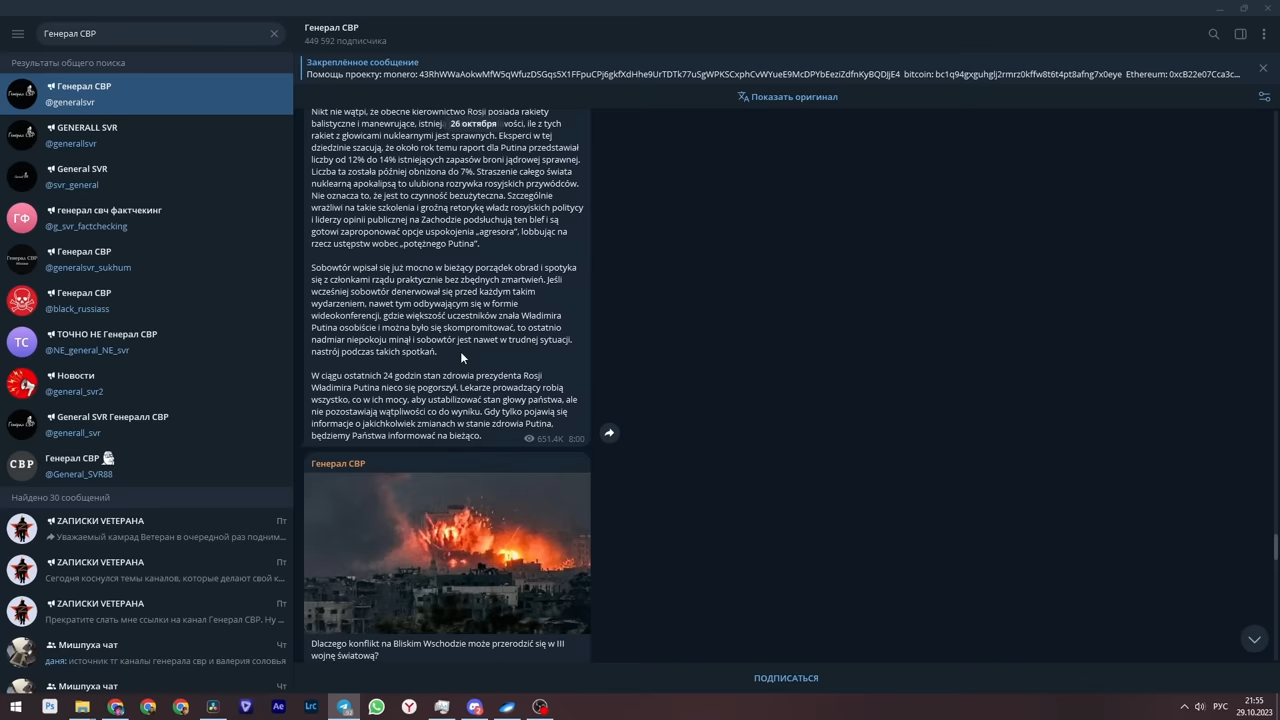 Генерал СВР
Результаты общего поиска
Генерал СВР
@generalsvr
GENERALL SVR
@generallsvr
General SVR
@svr_general
генерал свч фактчекинг
@g_svr_factchecking
Генерал СВР
@generalsvr_sukhum
Генерал СВР
@black_russiass
ТОЧНО НЕ Генерал СВР
@NE_general_NE_svr
Новости
@general_svr2
General SVR Генералл СВР
@generall_svr
Генерал СВР
@General_SVR88
Найдено 30 сообщений
ZАПИСКИ VЕТЕРАНА Пт
Уважаемый камрад Ветеран в очередной раз подним...
ZАПИСКИ VЕТЕРАНА Пт
Сегодня коснулся темы каналов, которые делают свой к...
ZАПИСКИ VЕТЕРАНА Пт
Прекратите слать мне ссылки на канал Генерал СВР. Ну ...
Мишпуха чат Чт
даня: источник тг каналы генерала свр и валерия соловья
Мишпуха чат Чт
Генерал СВР
449 592 подписчика
Закреплённое сообщение
Помощь проекту: monero: 43RhWWaAokwMfW5qWfuzDSGqs5X1FFpuCPj6gkfXdHhe9UrTDTk77uSgWPKSCxphCvWYueE9McDPYbEeziZdfnKyBQDJjE4 bitcoin: bc1q94gxguhglj2rmrz0kffw8t6t4pt8afng7x0eye Ethereum: 0xcB22e07Cca3c...
Показать оригинал
Nikt nie wątpi, że obecne kierownictwo Rosji posiada rakiety
balistyczne i manewrujące, istniej 26 октября wości, ile z tych
rakiet z głowicami nuklearnymi jest sprawnych. Eksperci w tej
dziedzinie szacują, że około rok temu raport dla Putina przedstawiał
liczby od 12% do 14% istniejących zapasów broni jądrowej sprawnej.
Liczba ta została później obniżona do 7%. Straszenie całego świata
nuklearną apokalipsą to ulubiona rozrywka rosyjskich przywódców.
Nie oznacza to, że jest to czynność bezużyteczna. Szczególnie
wrażliwi na takie szkolenia i groźną retorykę władz rosyjskich politycy
i liderzy opinii publicznej na Zachodzie podsłuchują ten blef i są
gotowi zaproponować opcje uspokojenia „agresora”, lobbując na
rzecz ustępstw wobec „potężnego Putina”.
Sobowtór wpisał się już mocno w bieżący porządek obrad i spotyka
się z członkami rządu praktycznie bez zbędnych zmartwień. Jeśli
wcześniej sobowtór denerwował się przed każdym takim
wydarzeniem, nawet tym odbywającym się w formie
wideokonferencji, gdzie większość uczestników znała Władimira
Putina osobiście i można było się skompromitować, to ostatnio
nadmiar niepokoju minął i sobowtór jest nawet w trudnej sytuacji.
nastrój podczas takich spotkań.
W ciągu ostatnich 24 godzin stan zdrowia prezydenta Rosji
Władimira Putina nieco się pogorszył. Lekarze prowadzący robią
wszystko, co w ich mocy, aby ustabilizować stan głowy państwa, ale
nie pozostawiają wątpliwości co do wyniku. Gdy tylko pojawią się
informacje o jakichkolwiek zmianach w stanie zdrowia Putina,
będziemy Państwa informować na bieżąco.
651.4K 8:00
Генерал СВР
Dlaczego konflikt na Bliskim Wschodzie może przerodzić się w III
wojnę światową?
ПОДПИСАТЬСЯ
РУС
21:55
29.10.2023